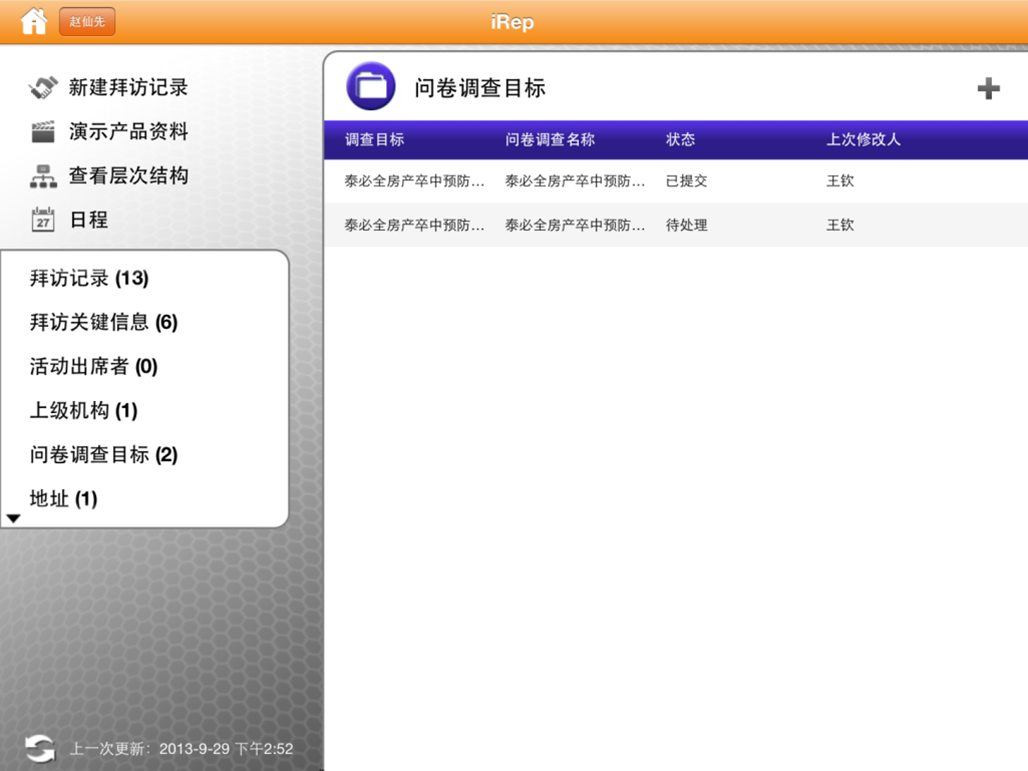 赵仙先
iRep
新建拜访记录
演示产品资料
查看层次结构
27
日程
拜访记录 (13)
拜访关键信息 (6)
活动出席者 (0)
上级机构 (1)
问卷调查目标 (2)
地址 (1)
上一次更新: 2013-9-29 下午2:52
问卷调查目标
调查目标 问卷调查名称 状态 上次修改人
泰必全房产卒中预防... 泰必全房产卒中预防... 已提交 王钦
泰必全房产卒中预防... 泰必全房产卒中预防... 待处理 王钦